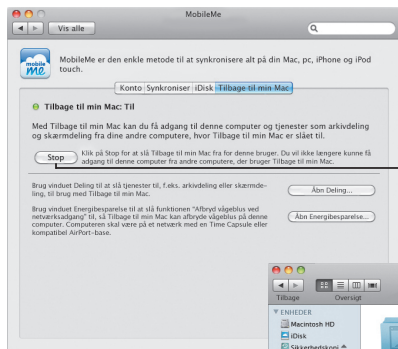 MobileMe
Vis alle
mobile
me
MobileMe er den enkle metode til at synkronisere alt på din Mac, pc, iPhone og iPod
touch.
Konto Synkroniser iDisk Tilbage til min Mac
Tilbage til min Mac: Til
Med Tilbage til min Mac kan du få adgang til denne computer og tjenester som arkivdeling
og skærmdeling fra dine andre computere, hvor Tilbage til min Mac er slået til.
Stop
Klik på Stop for at slå Tilbage til min Mac fra for denne bruger. Du vil ikke længere kunne få
adgang til denne computer fra andre computere, der bruger Tilbage til min Mac.
Brug vinduet Deling til at slå tjenester til, f.eks. arkivdeling eller skærmde-
ling, til brug med Tilbage til min Mac.
Åbn Deling...
Brug vinduet Energibesparelse til at slå funktionen "Afbryd vågeblus ved
netværksadgang" til, så Tilbage til min Mac kan afbryde vågeblus på denne
computer. Computeren skal være på et netværk med en Time Capsule eller
kompatibel AirPort-base.
Åbn Energibesparelse...
Tilbage Oversigt
ENHEDER
Macintosh HD
iDisk
Sikkerhedskopi